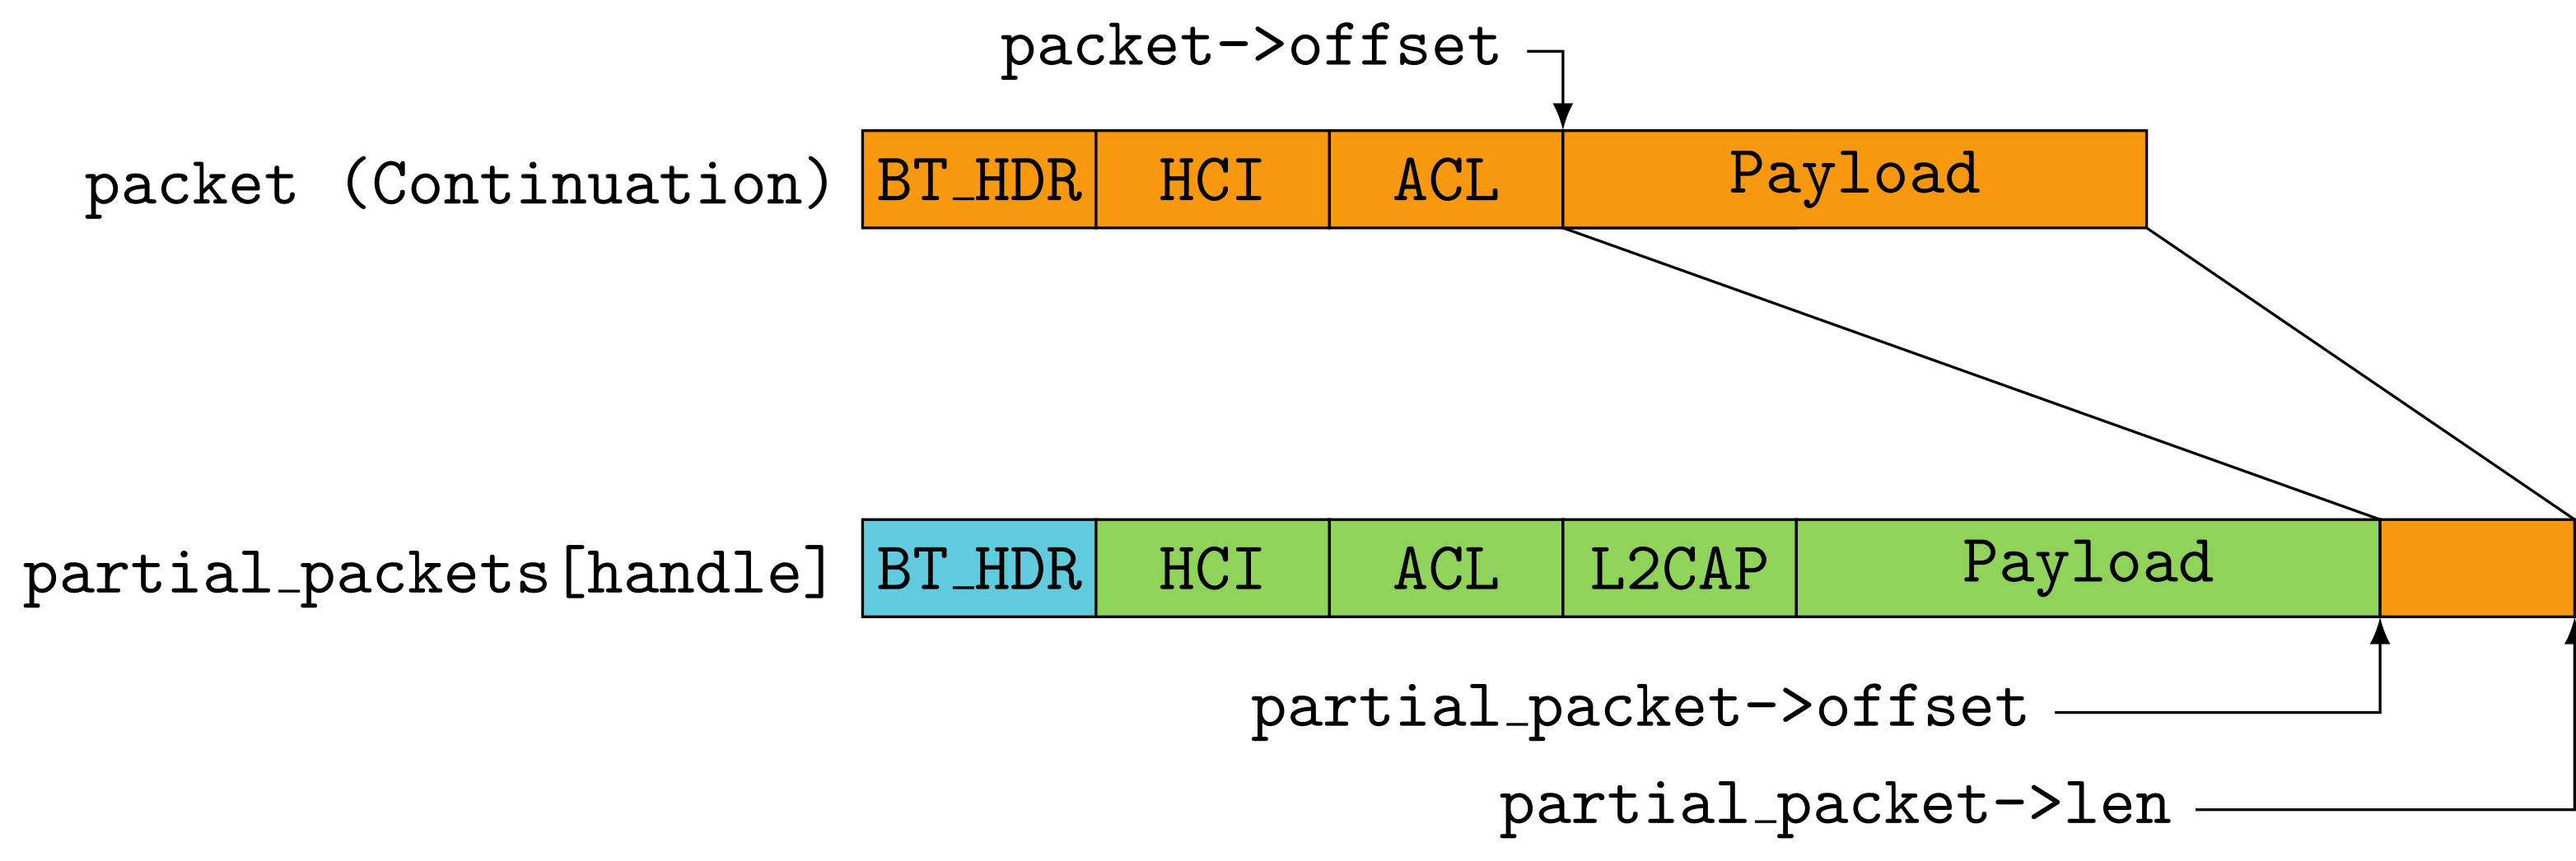 packet->offset
packet (Continuation) BT_HDR HCI ACL Payload
partial_packets[handle] BT_HDR HCI ACL L2CAP Payload
partial_packet->offset
partial_packet->len